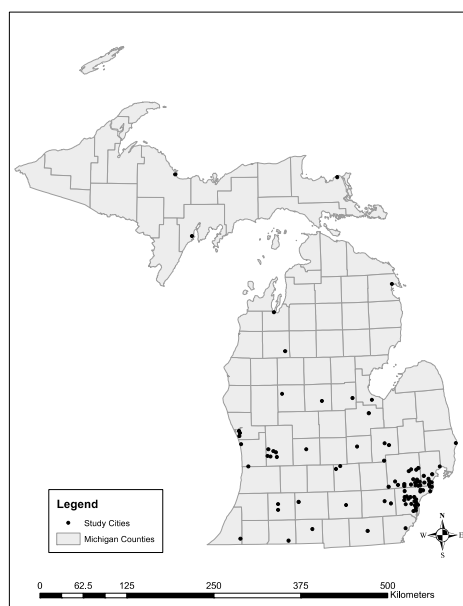 Legend
Study Cities
Michigan Counties
N
W E
S
0 62.5 125 250 375 500
Kilometers